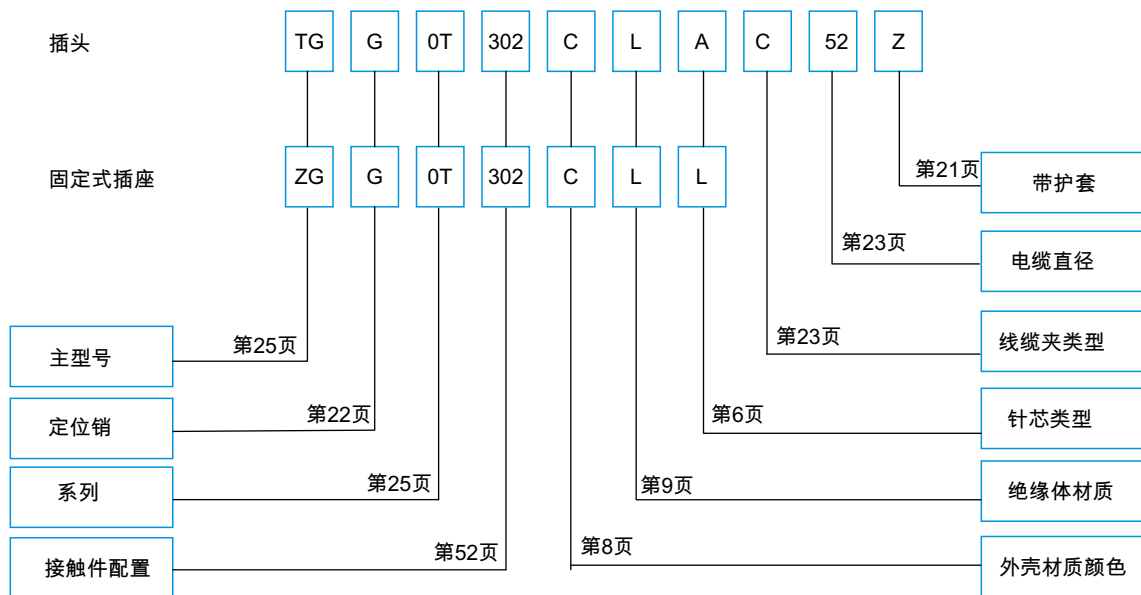 插头 TG G 0T 302 C L A C 52 Z
固定式插座 ZG G 0T 302 C L L
第21页 带护套
第23页 电缆直径
主型号 第25页 第23页 线缆夹类型
定位销 第22页 第6页 针芯类型
系列 第25页 第9页 绝缘体材质
接触件配置 第52页 第8页 外壳材质颜色